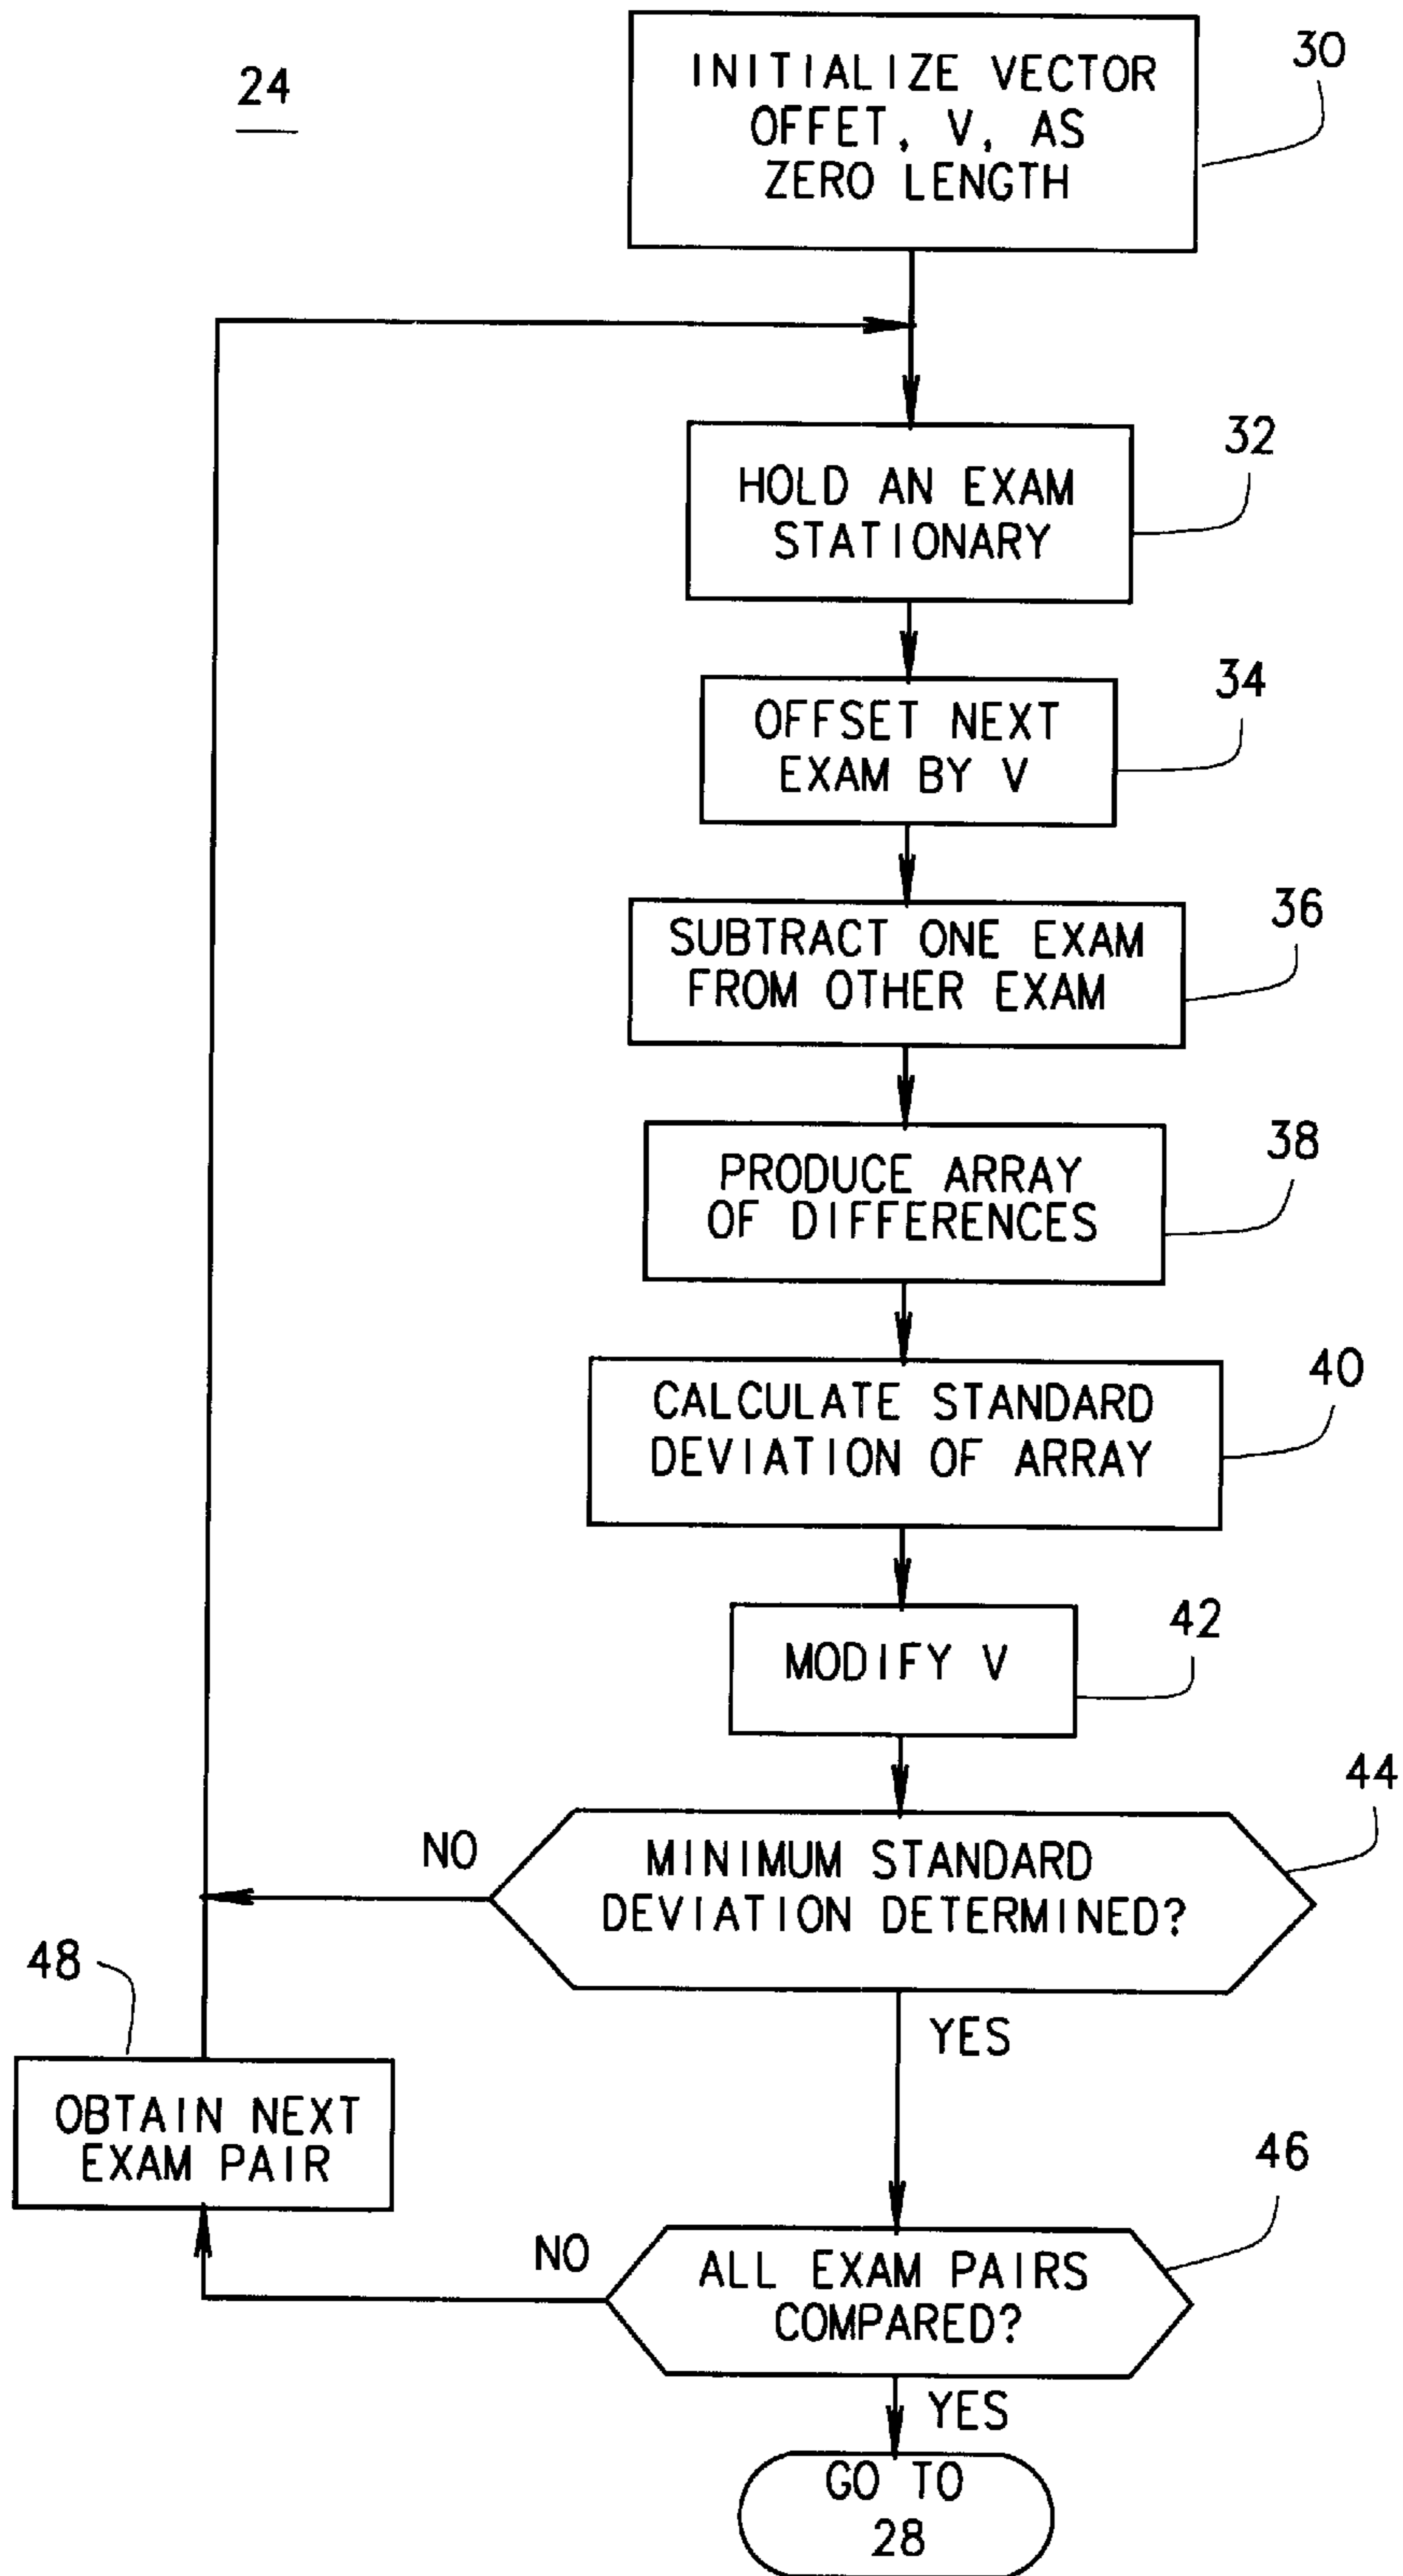 24
INITIALIZE VECTOR
OFFET, V, AS
ZERO LENGTH
30
HOLD AN EXAM
STATIONARY
32
OFFSET NEXT
EXAM BY V
34
SUBTRACT ONE EXAM
FROM OTHER EXAM
36
PRODUCE ARRAY
OF DIFFERENCES
38
CALCULATE STANDARD
DEVIATION OF ARRAY
40
MODIFY V
42
MINIMUM STANDARD
DEVIATION DETERMINED?
44
NO
YES
48
OBTAIN NEXT
EXAM PAIR
ALL EXAM PAIRS
COMPARED?
46
NO
YES
GO TO
28